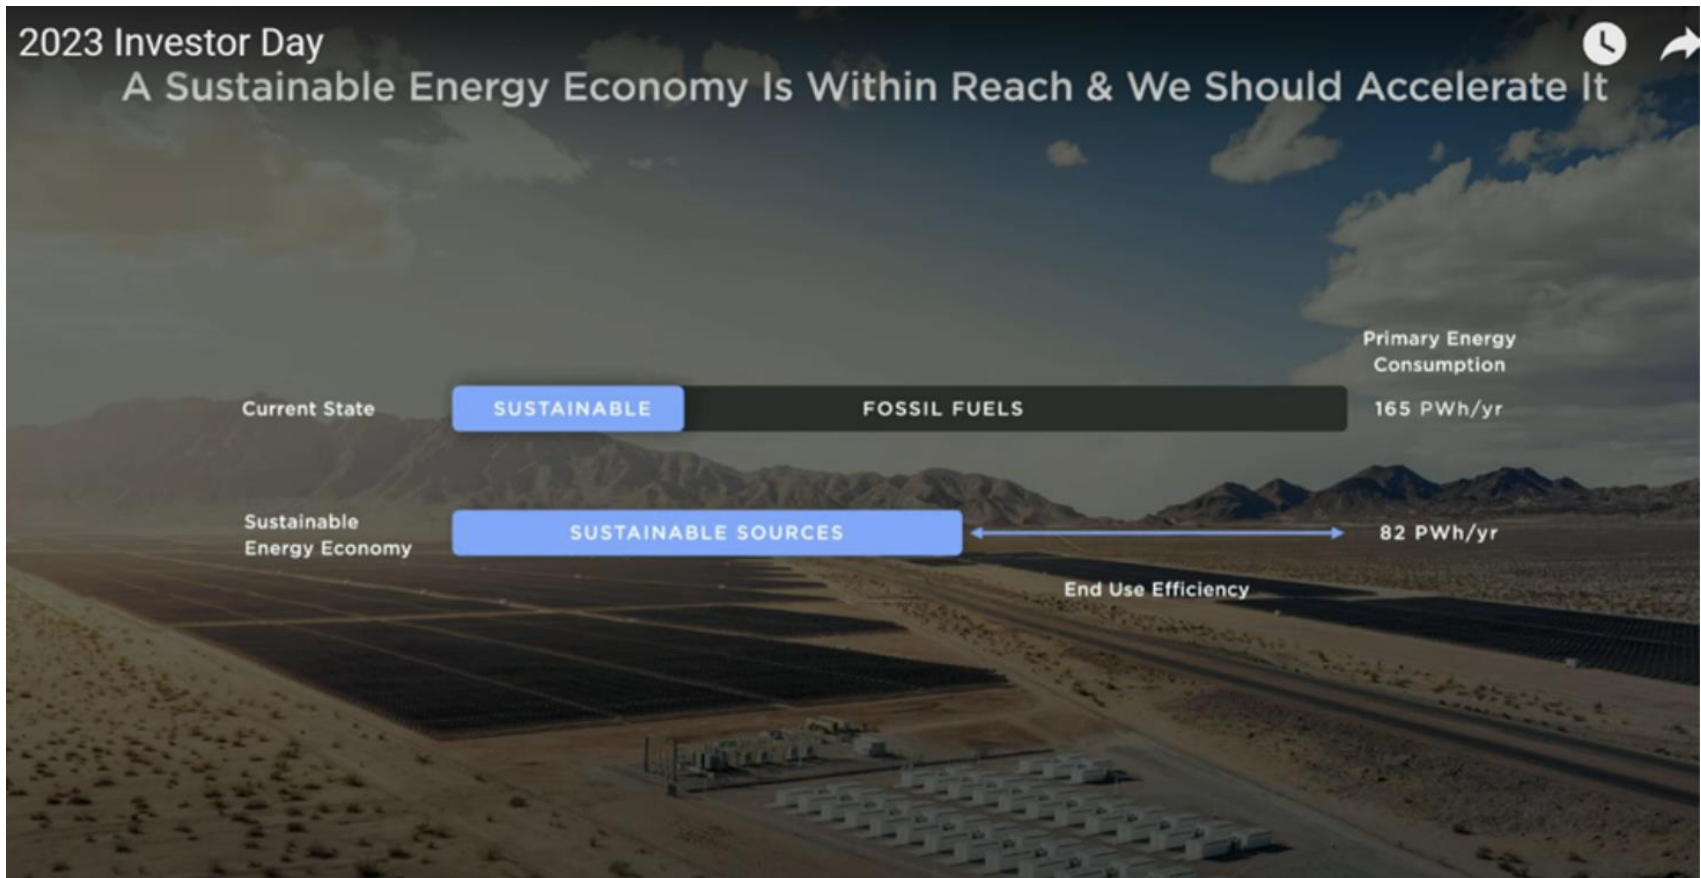 2023 Investor Day
A Sustainable Energy Economy Is Within Reach & We Should Accelerate It
Primary Energy
Consumption
Current State
SUSTAINABLE
FOSSIL FUELS
165 PWh/yr
Sustainable
Energy Economy
SUSTAINABLE SOURCES
82 PWh/yr
End Use Efficiency